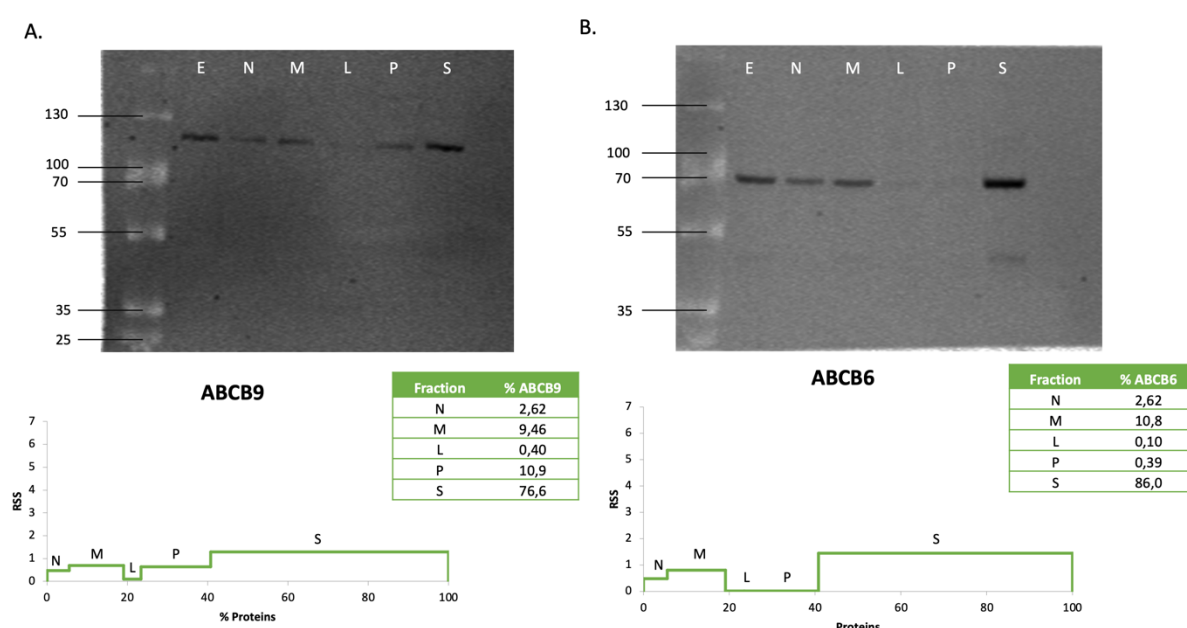 A.
E N M L P S
130
100
70
55
35
25
B.
E N M L P S
130
100
70
55
35
ABCB9
Fraction % ABCB9
N 2,62
M 9,46
L 0,40
P 10,9
S 76,6
7
6
5
4
3
2
1
0
RSS
N M L P S
0 20 40 60 80 100
% Proteins
ABCB6
Fraction % ABCB6
N 2,62
M 10,8
L 0,10
P 0,39
S 86,0
7
6
5
4
3
2
1
0
RSS
N M L P S
0 20 40 60 80 100
Proteins